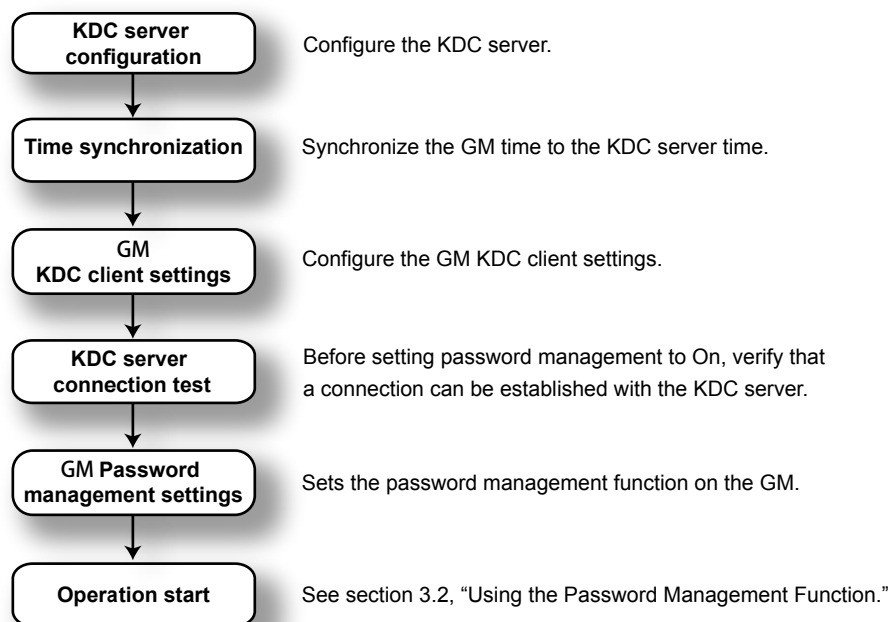 KDC server
configuration
Configure the KDC server.
Time synchronization
Synchronize the GM time to the KDC server time.
GM
KDC client settings
Configure the GM KDC client settings.
KDC server
connection test
Before setting password management to On, verify that
a connection can be established with the KDC server.
GM Password
management settings
Sets the password management function on the GM.
Operation start
See section 3.2, “Using the Password Management Function.”